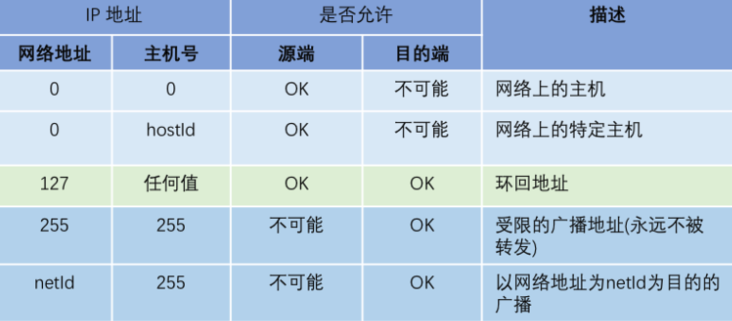 IP 地址 是否允许 描述
网络地址 主机号 源端 目的端
0 0 OK 不可能 网络上的主机
0 hostId OK 不可能 网络上的特定主机
127 任何值 OK OK 环回地址
255 255 不可能 OK 受限的广播地址(永远不被
转发)
netId 255 不可能 OK 以网络地址为netId为目的的
广播